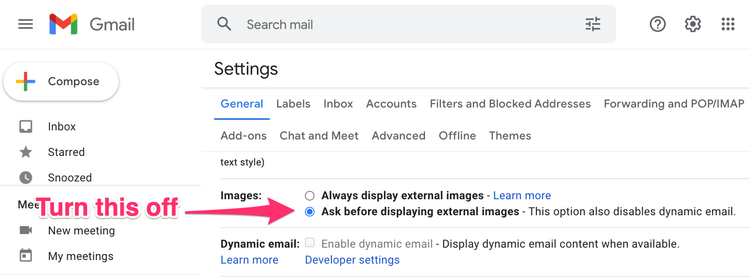 Gmail
Search mail
Compose
Settings
General Labels Inbox Accounts Filters and Blocked Addresses Forwarding and POP/IMAP
Add-ons Chat and Meet Advanced Offline Themes
Inbox
Starred
Snoozed
text style)
Images: Always display external images - Learn more
Mee
Turn this off
Ask before displaying external images - This option also disables dynamic email.
New meeting
My meetings
Dynamic email: Enable dynamic email - Display dynamic email content when available.
Learn more Developer settings